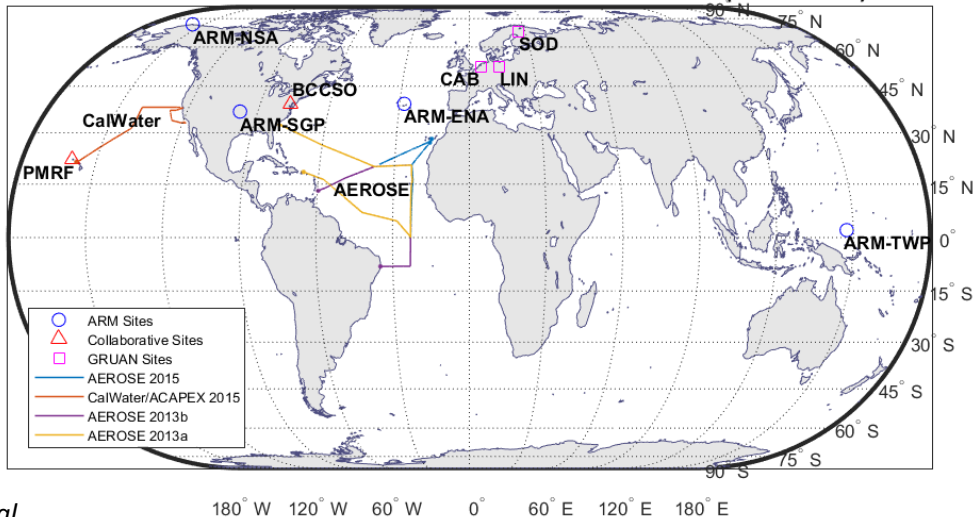 90° N
75° N
ARM-NSA
SOD
60° N
CAB
LIN
BCCSO
45° N
CalWater
ARM-SGP
ARM-ENA
30° N
PMRF
AEROSE
15° N
ARM-TWP
0°
15° S
ARM Sites
Collaborative Sites
GRUAN Sites
AEROSE 2015
CalWater/ACAPEX 2015
AEROSE 2013b
AEROSE 2013a
30° S
45° S
60° S
75° S
90° S
180° W 120° W 60° W 0° 60° E 120° E 180° E